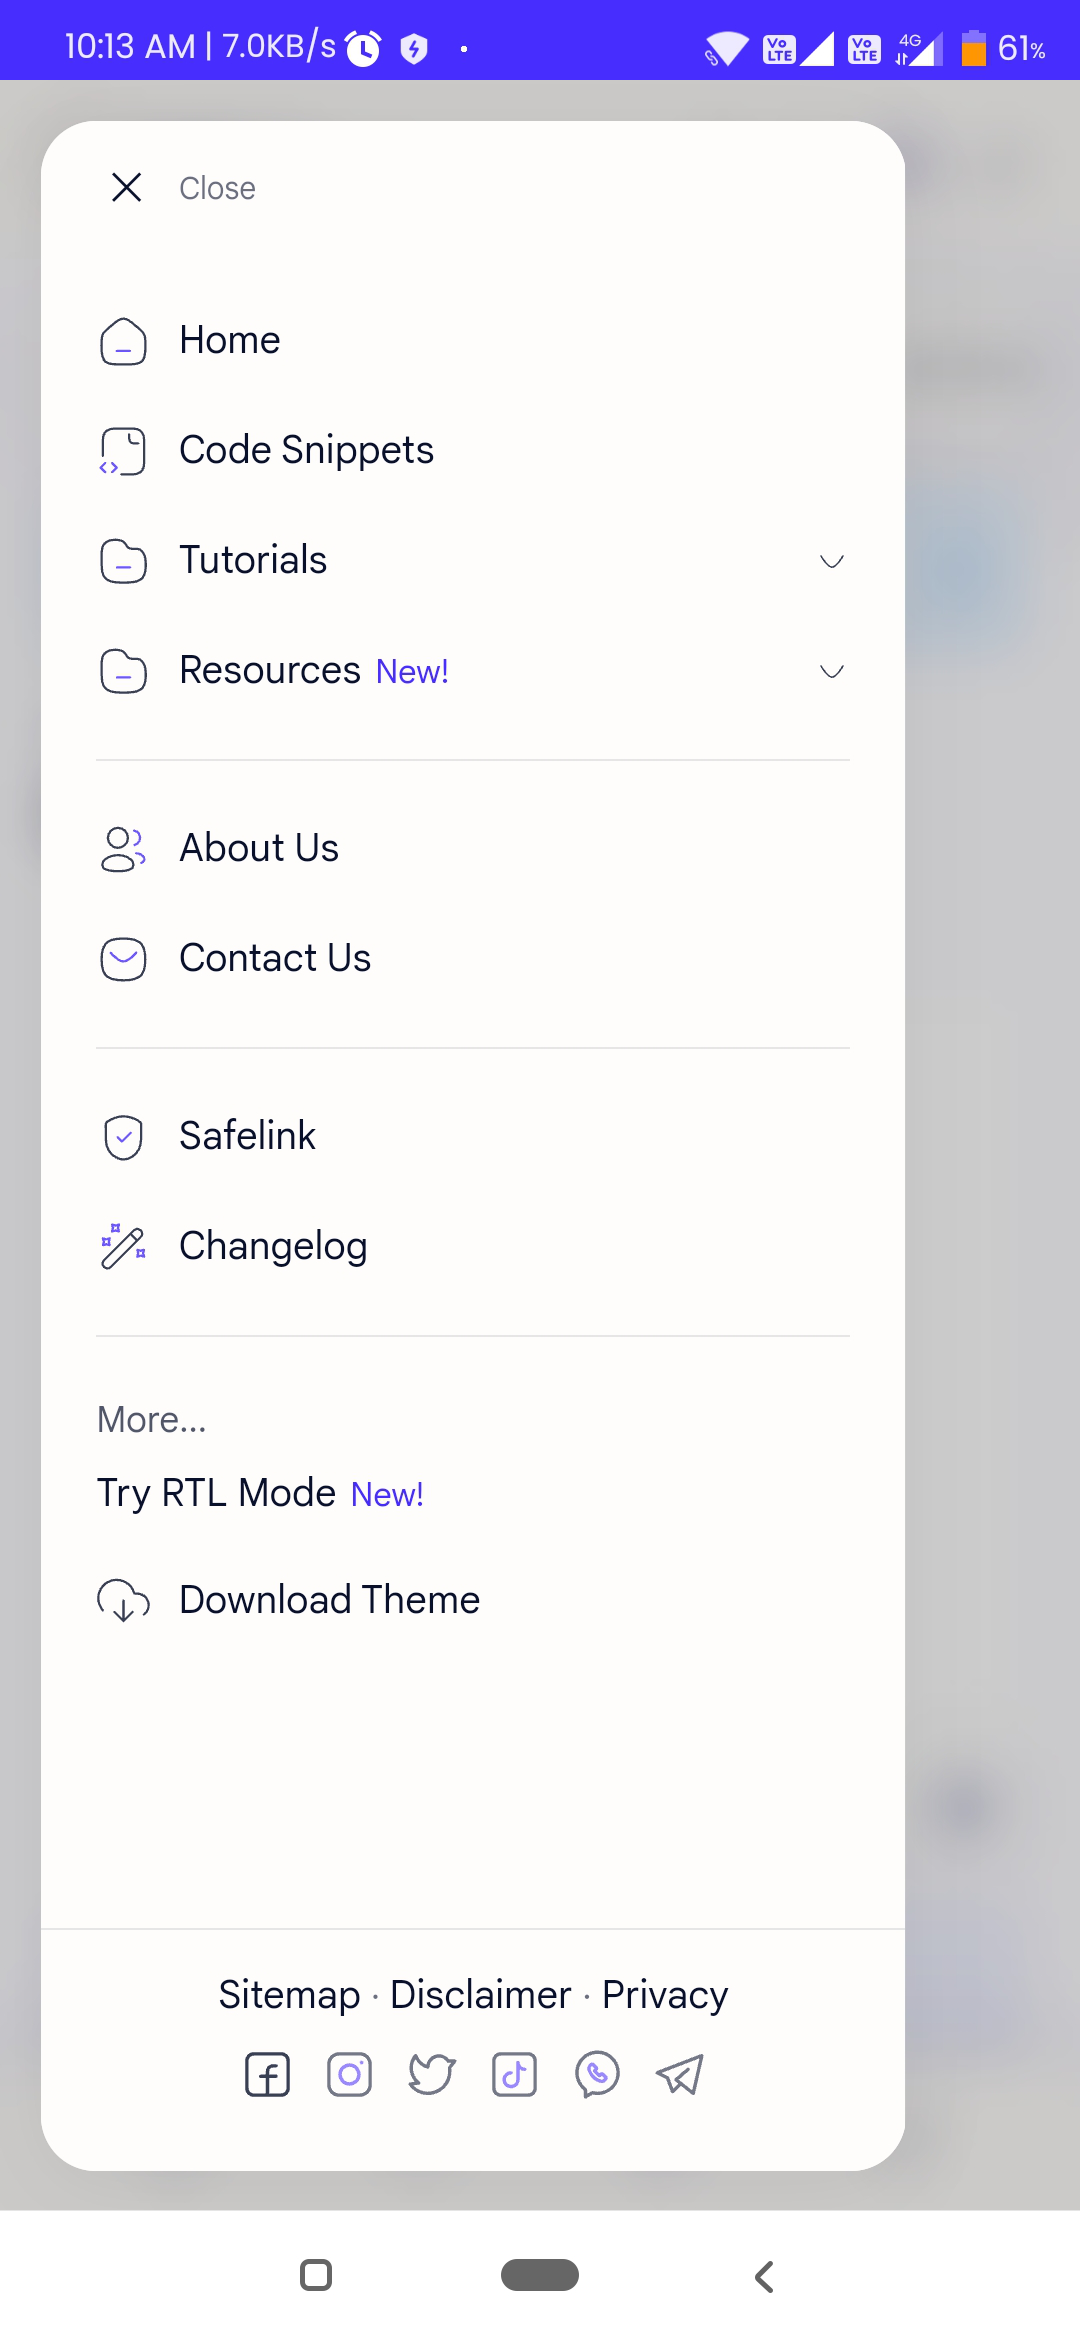 10:13 AM | 7.0KB/s Vo LTE Vo LTE 4G 61%
Close
Home
Code Snippets
Tutorials
Resources New!
About Us
Contact Us
Safelink
Changelog
More...
Try RTL Mode New!
Download Theme
Sitemap · Disclaimer · Privacy